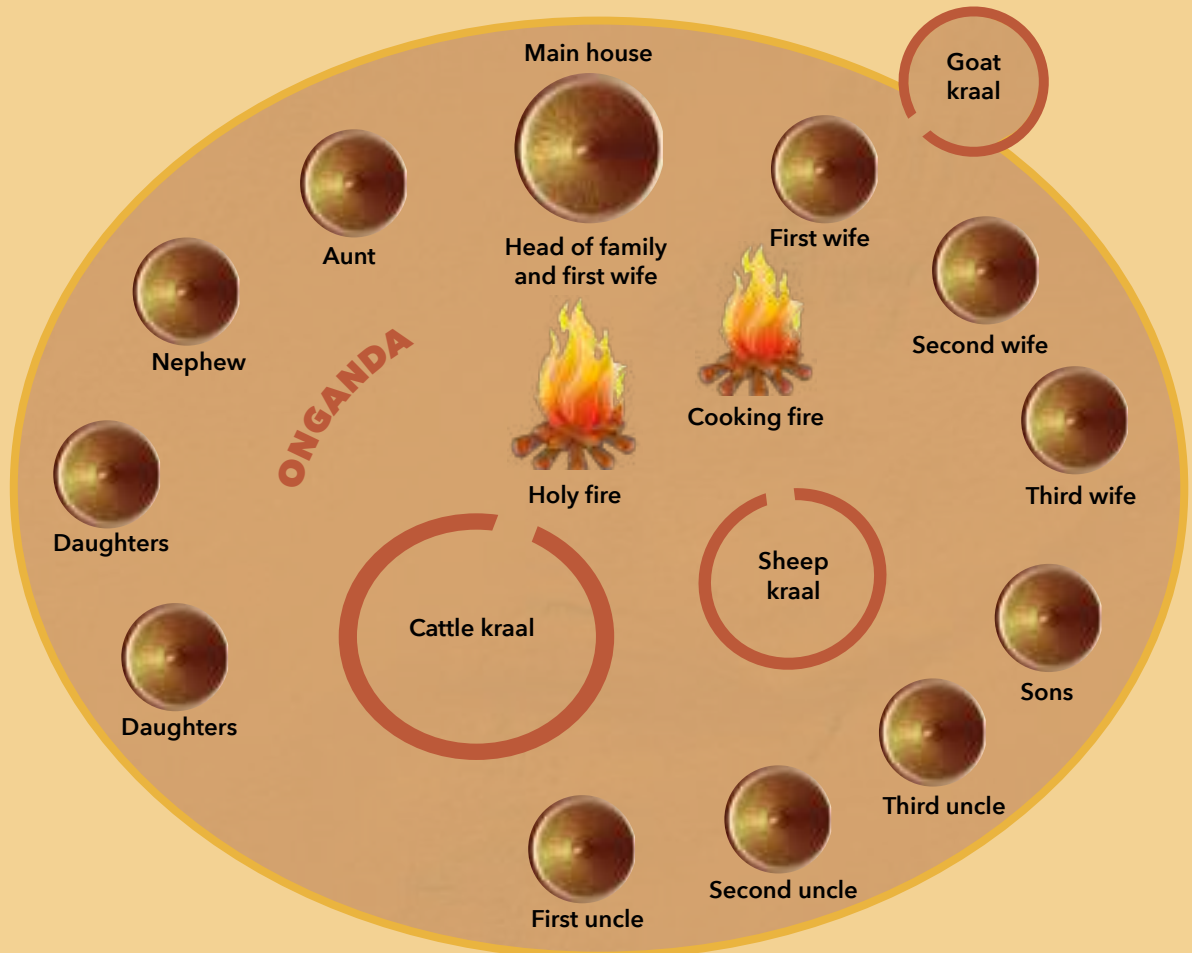 Main house
Goat
kraal
First wife
Head of family
and first wife
Aunt
Second wife
Nephew
ONGANDA
Cooking fire
Third wife
Holy fire
Daughters
Sheep
kraal
Cattle kraal
Sons
Daughters
Third uncle
Second uncle
First uncle